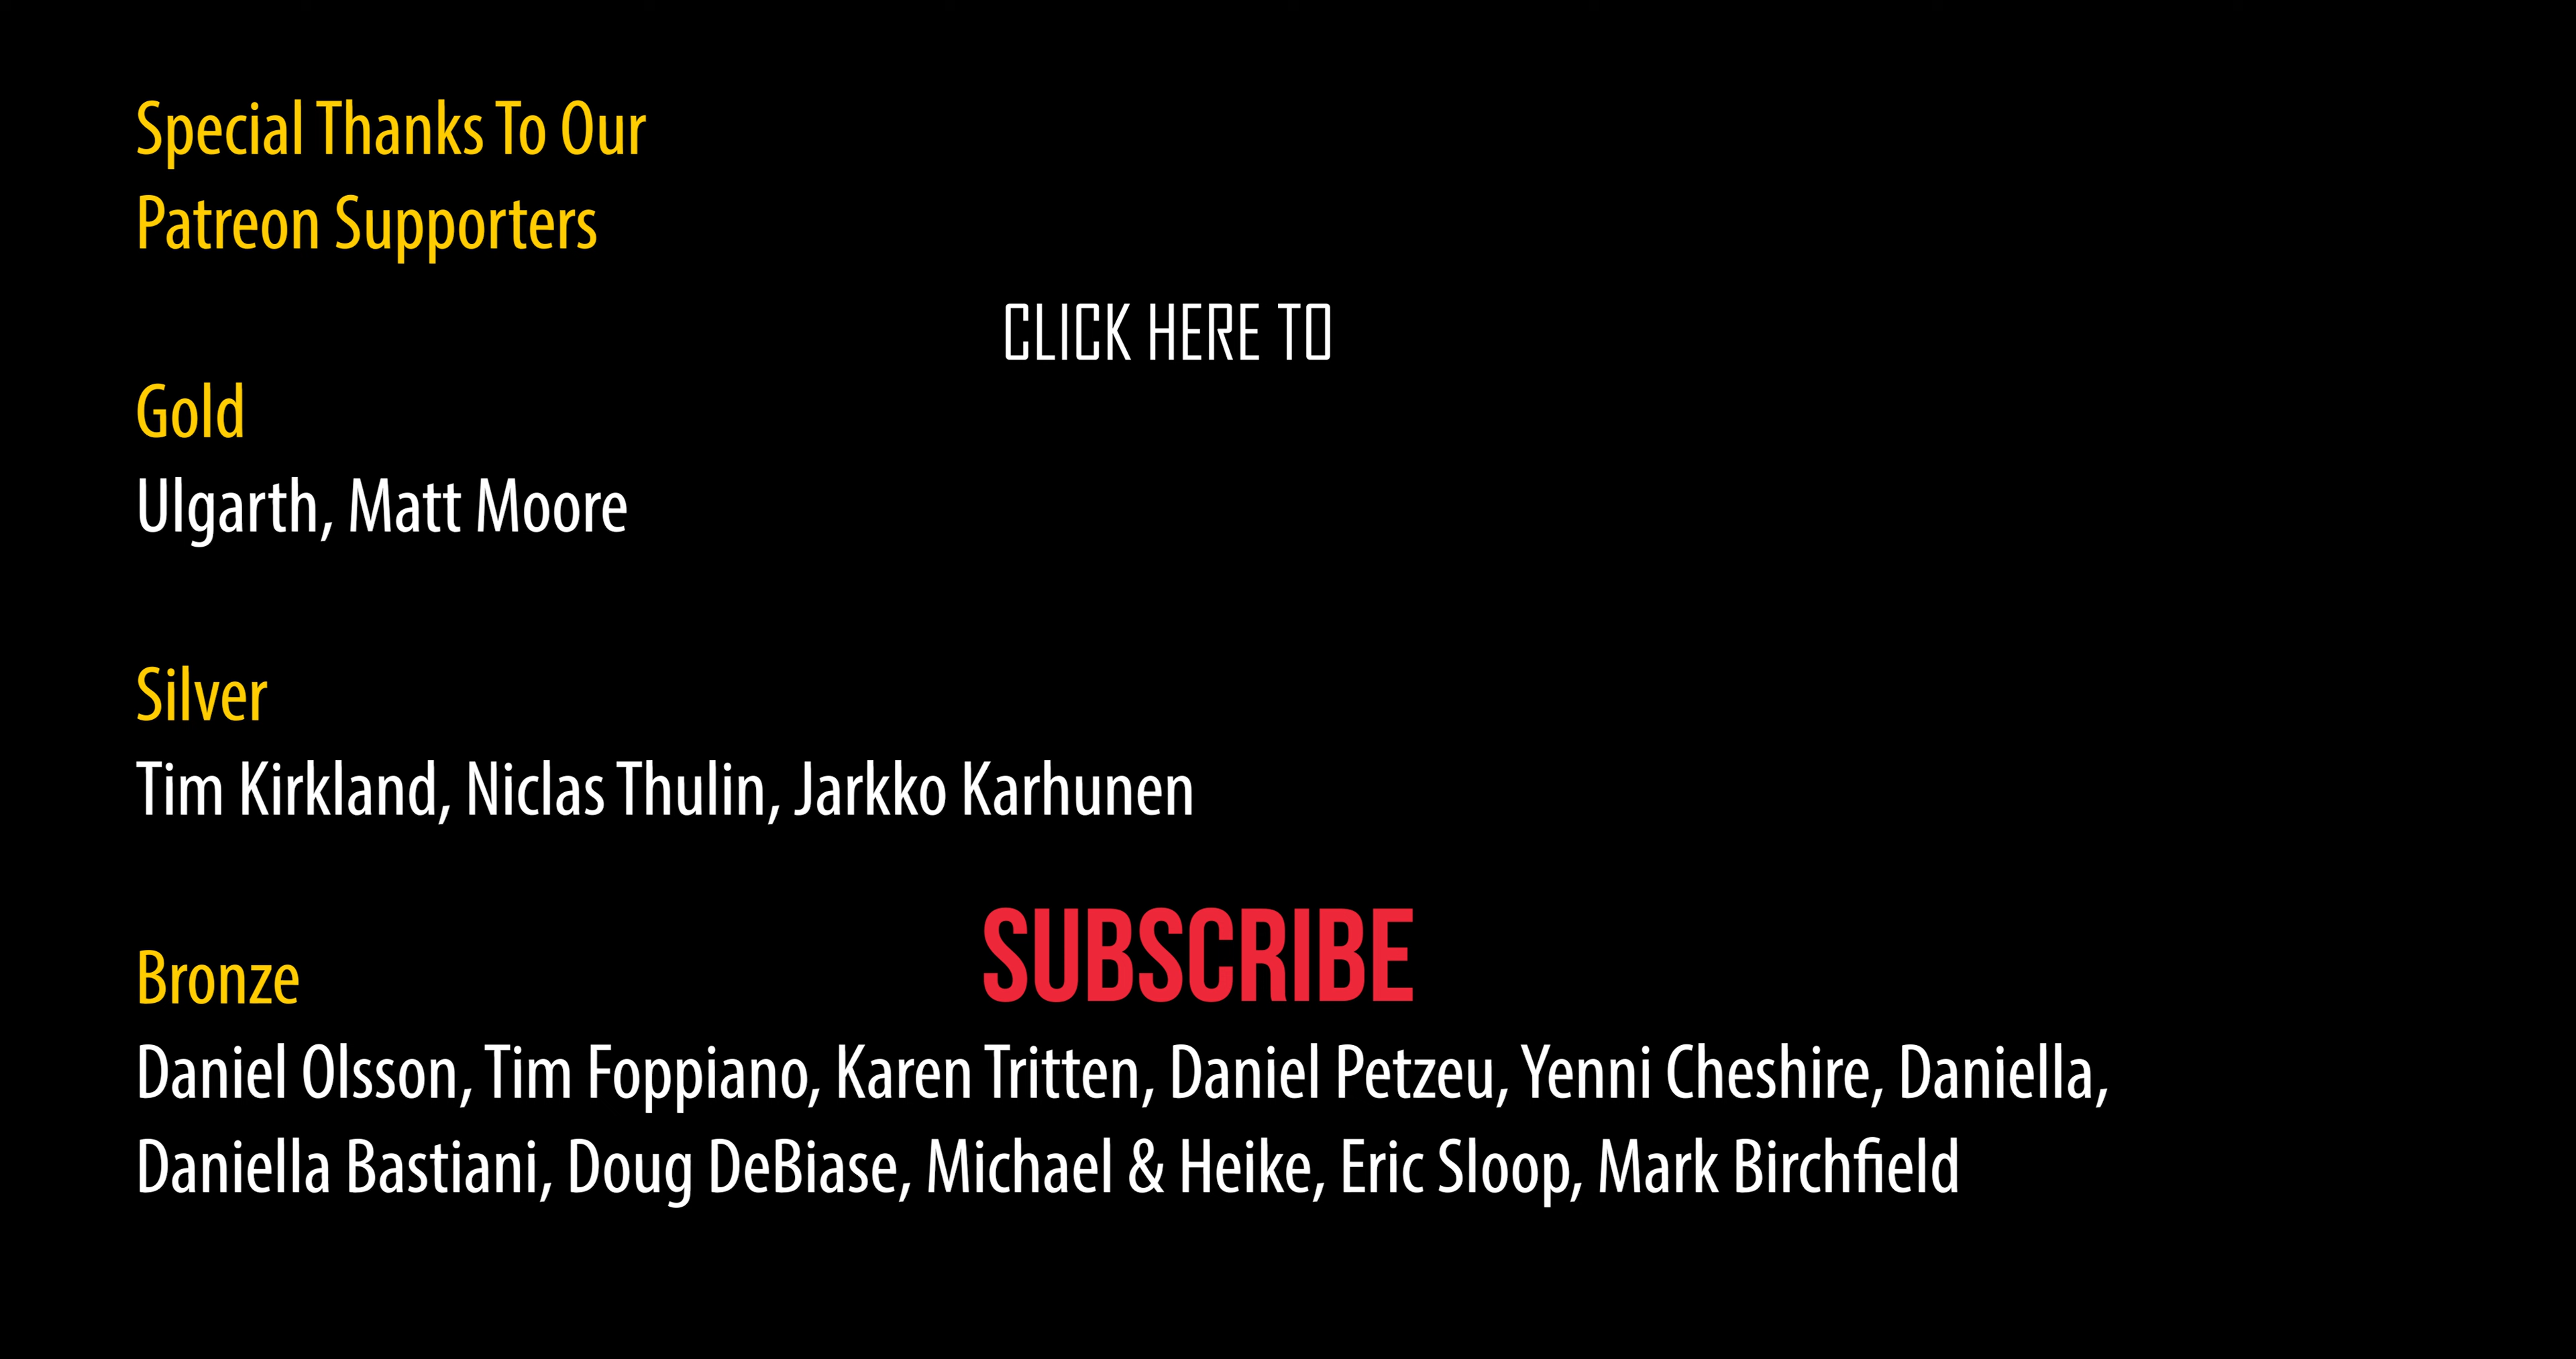 Special Thanks To Our
Patreon Supporters
CLICK HERE TO
Gold
Ulgarth, Matt Moore
Silver
Tim Kirkland, Niclas Thulin, Jarkko Karhunen
SUBSCRIBE
Bronze
Daniel Olsson, Tim Foppiano, Karen Tritten, Daniel Petzeu, Yenni Cheshire, Daniella,
Daniella Bastiani, Doug DeBiase, Michael & Heike, Eric Sloop, Mark Birchfield